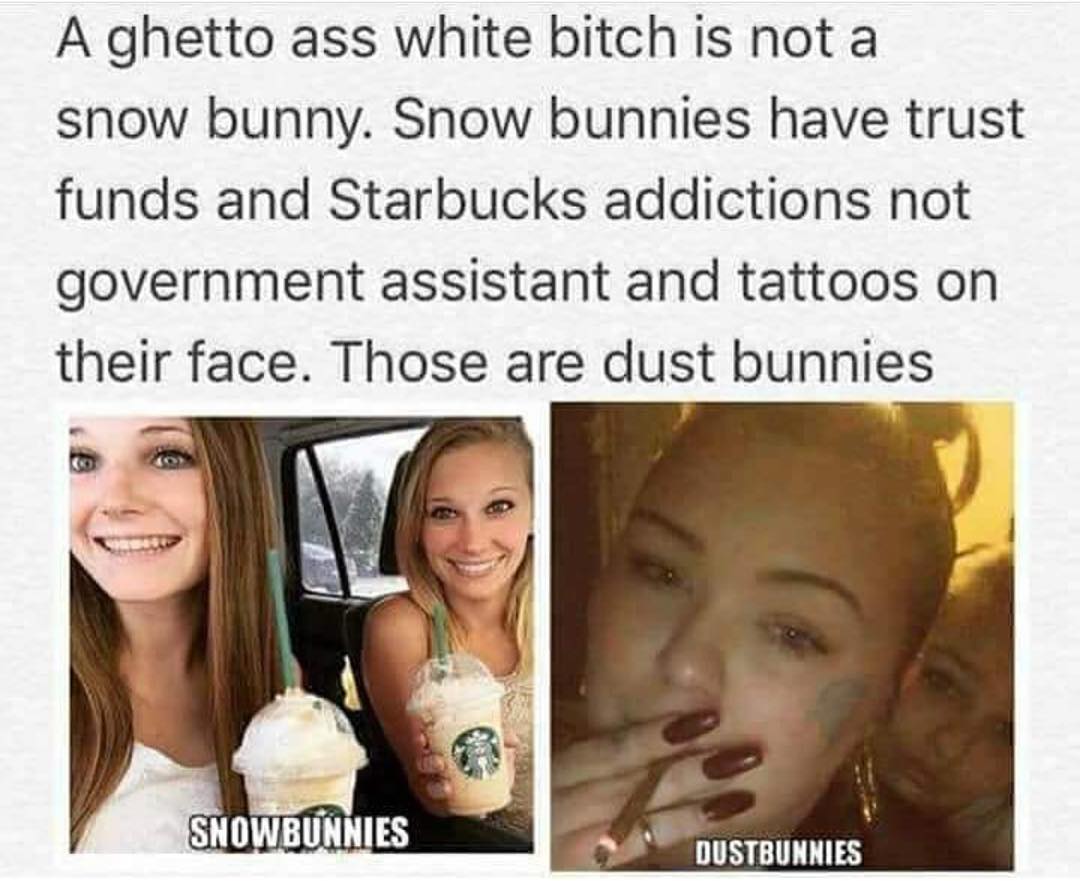 A ghetto ass white bitch is not a
snow bunny. Snow bunnies have trust
funds and Starbucks addictions not
government assistant and tattoos on
their face. Those are dust bunnies
SNOWBUNNIES
DUSTBUNNIES